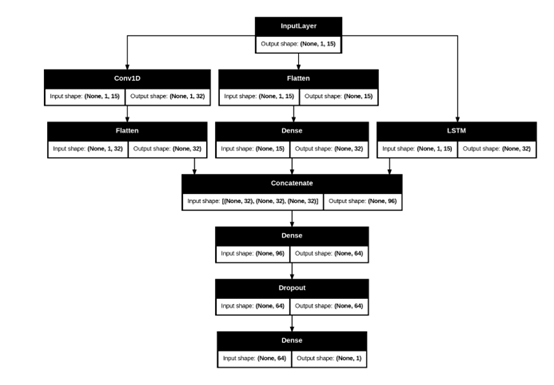 InputLayer
Output shape: (None, 1, 15)
Conv1D
Input shape: (None, 1, 15) Output shape: (None, 1, 32)
Flatten
Input shape: (None, 1, 15) Output shape: (None, 15)
Flatten
Input shape: (None, 1, 32) Output shape: (None, 32)
Dense
Input shape: (None, 15) Output shape: (None, 32)
LSTM
Input shape: (None, 1, 15) Output shape: (None, 32)
Concatenate
Input shape: [(None, 32), (None, 32), (None, 32)] Output shape: (None, 96)
Dense
Input shape: (None, 96) Output shape: (None, 64)
Dropout
Input shape: (None, 64) Output shape: (None, 64)
Dense
Input shape: (None, 64) Output shape: (None, 1)